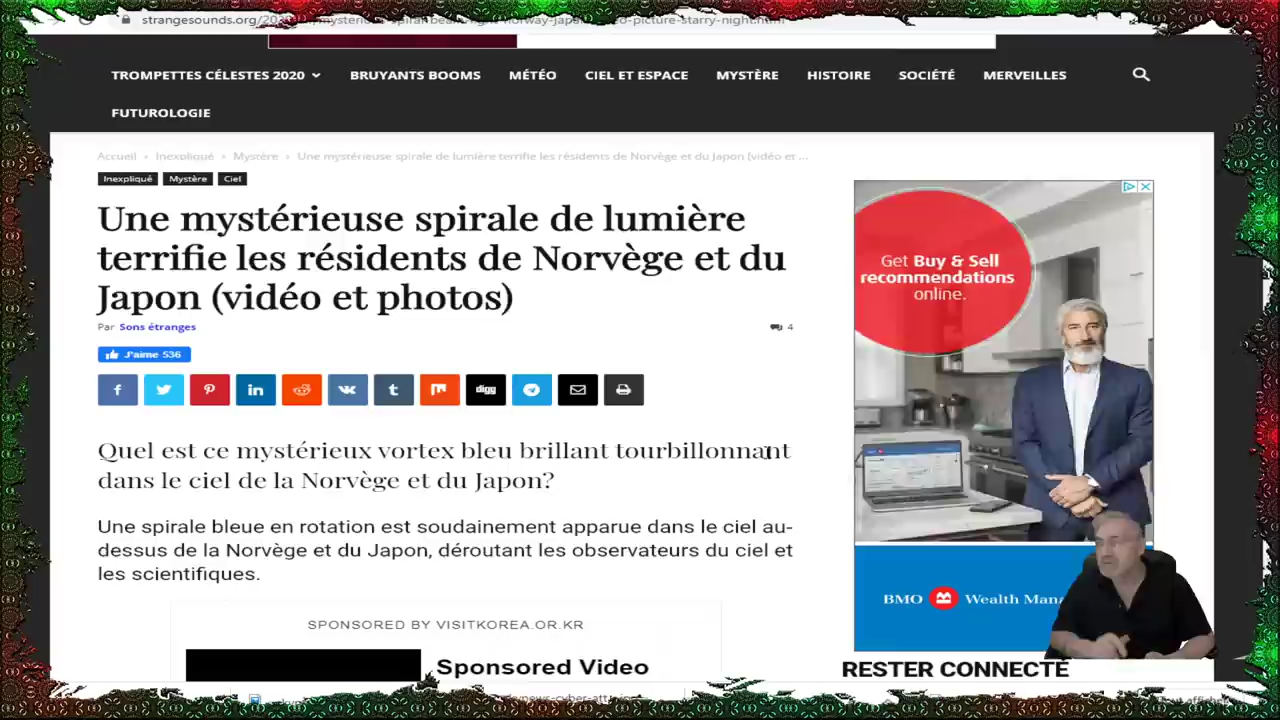 strangesounds.org/20
TROMPETTES CÉLESTES 2020 BRUYANTS BOOMS MÉTÉO CIEL ET ESPACE MYSTÈRE HISTOIRE SOCIÉTÉ MERVEILLES
FUTUROLOGIE
Accueil › Inexpliqué › Mystère › Une mystérieuse spirale de lumière terrifie les résidents de Norvège et du Japon (vidéo et ...
Inexpliqué Mystère Ciel
Une mystérieuse spirale de lumière
terrifie les résidents de Norvège et du
Japon (vidéo et photos)
Par Sons étranges 4
J'aime 536
digg
Quel est ce mystérieux vortex bleu brillant tourbillonnant
dans le ciel de la Norvège et du Japon?
Une spirale bleue en rotation est soudainement apparue dans le ciel au-
dessus de la Norvège et du Japon, déroutant les observateurs du ciel et
les scientifiques.
SPONSORED BY VISITKOREA.OR.KR
Sponsored Video
Get Buy & Sell
recommendations
online.
BMO Wealth Mana
RESTER CONNECTÉ